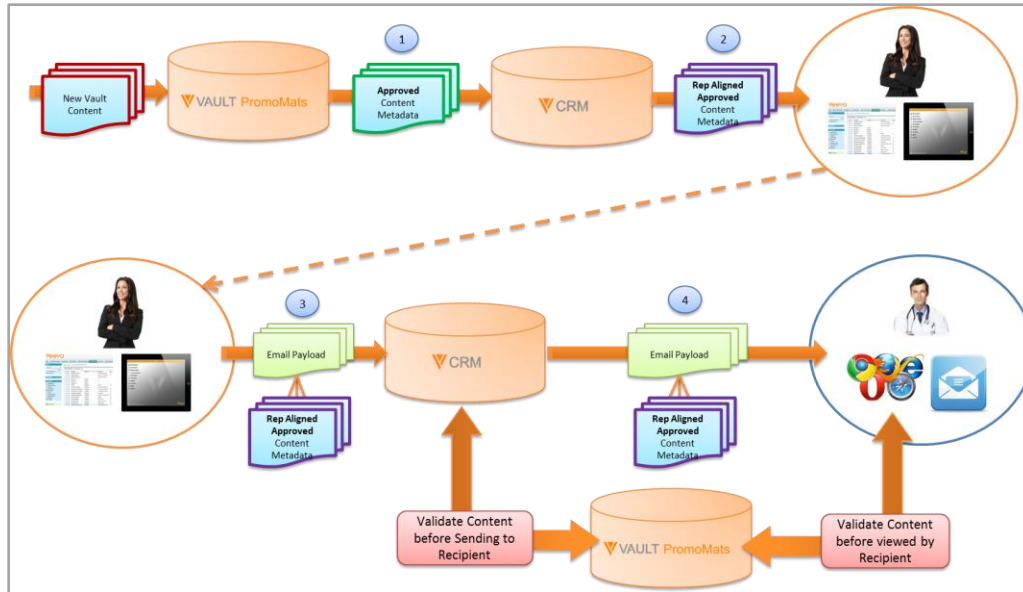 1
2
New Vault
Content
VAULT PromoMats
Approved
Content
Metadata
CRM
Rep Aligned
Approved
Content
Metadata
3
4
Email Payload
CRM
Email Payload
Rep Aligned
Approved
Content
Metadata
Rep Aligned
Approved
Content
Metadata
Validate Content
before Sending to
Recipient
VAULT PromoMats
Validate Content
before viewed by
Recipient